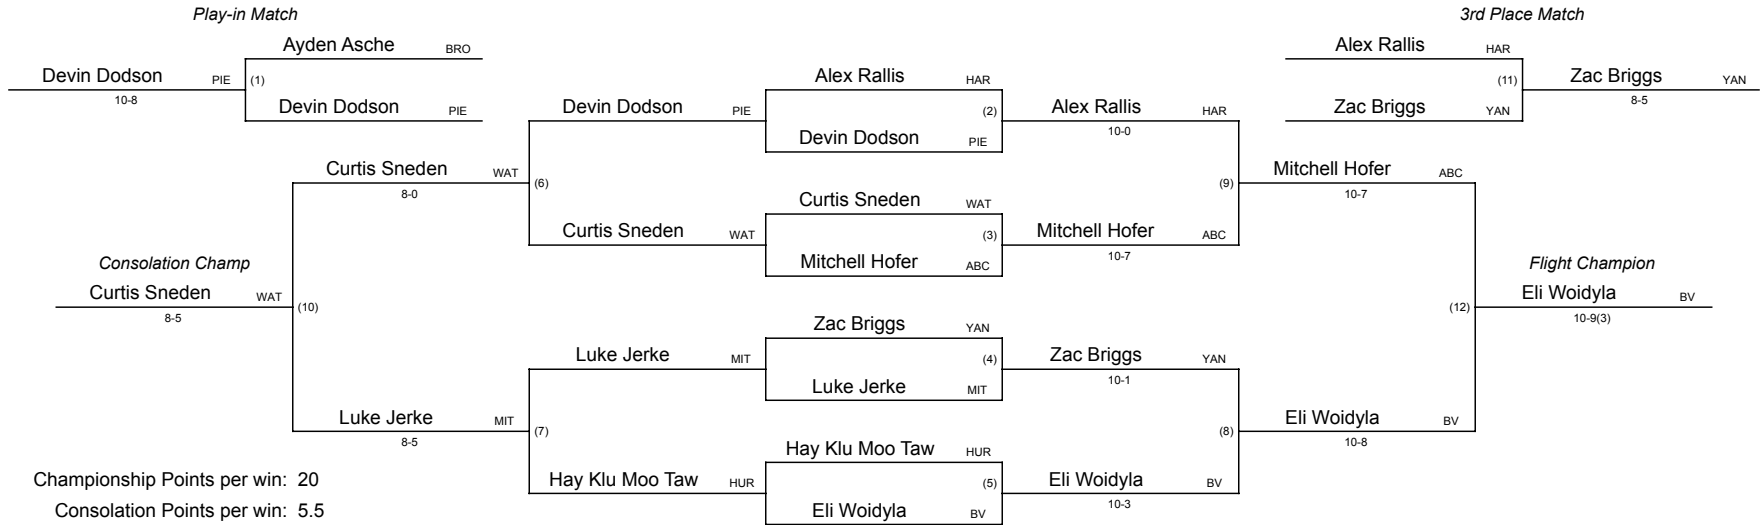 Play-in Match
3rd Place Match
Ayden Asche BRO
Alex Rallis HAR
Devin Dodson PIE (1)
Alex Rallis HAR
(11) Zac Briggs YAN
10-8
8-5
Devin Dodson PIE
Devin Dodson PIE
(2) Alex Rallis HAR
Zac Briggs YAN
10-0
Devin Dodson PIE
Curtis Sneden WAT (6)
8-0
(9) Mitchell Hofer ABC
10-7
Curtis Sneden WAT
Curtis Sneden WAT
(3) Mitchell Hofer ABC
10-7
Mitchell Hofer ABC
Consolation Champ
Flight Champion
Curtis Sneden WAT (10)
8-5
(12) Eli Woidyla BV
10-9(3)
Zac Briggs YAN
Luke Jerke MIT
(4) Zac Briggs YAN
10-1
Luke Jerke MIT
Luke Jerke MIT (7)
8-5
(8) Eli Woidyla BV
10-8
Hay Klu Moo Taw HUR
Championship Points per win: 20
Hay Klu Moo Taw HUR
(5) Eli Woidyla BV
10-3
Consolation Points per win: 5.5
Eli Woidyla BV